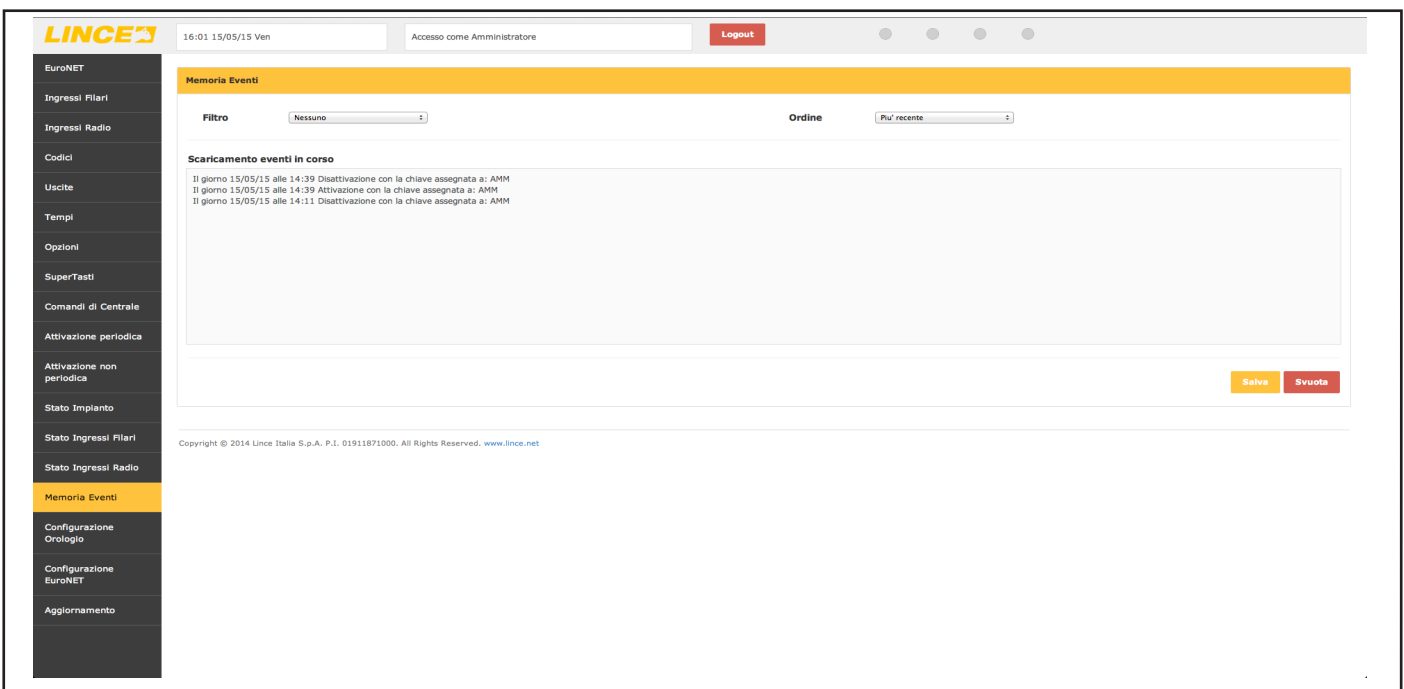 LINCE
16:01 15/05/15 Ven
Accesso come Amministratore
Logout
EuroNET
Ingressi Filari
Ingressi Radio
Codici
Uscite
Tempi
Opzioni
SuperTasti
Comandi di Centrale
Attivazione periodica
Attivazione non
periodica
Stato Impianto
Stato Ingressi Filari
Stato Ingressi Radio
Memoria Eventi
Configurazione
Orologio
Configurazione
EuroNET
Aggiornamento
Memoria Eventi
Filtro
Nessuno
Ordine
Piu' recente
Scaricamento eventi in corso
Il giorno 15/05/15 alle 14:39 Disattivazione con la chiave assegnata a: AMM
Il giorno 15/05/15 alle 14:39 Attivazione con la chiave assegnata a: AMM
Il giorno 15/05/15 alle 14:11 Disattivazione con la chiave assegnata a: AMM
Salva
Svuota
Copyright © 2014 Lince Italia S.p.A. P.I. 01911871000. All Rights Reserved. www.lince.net